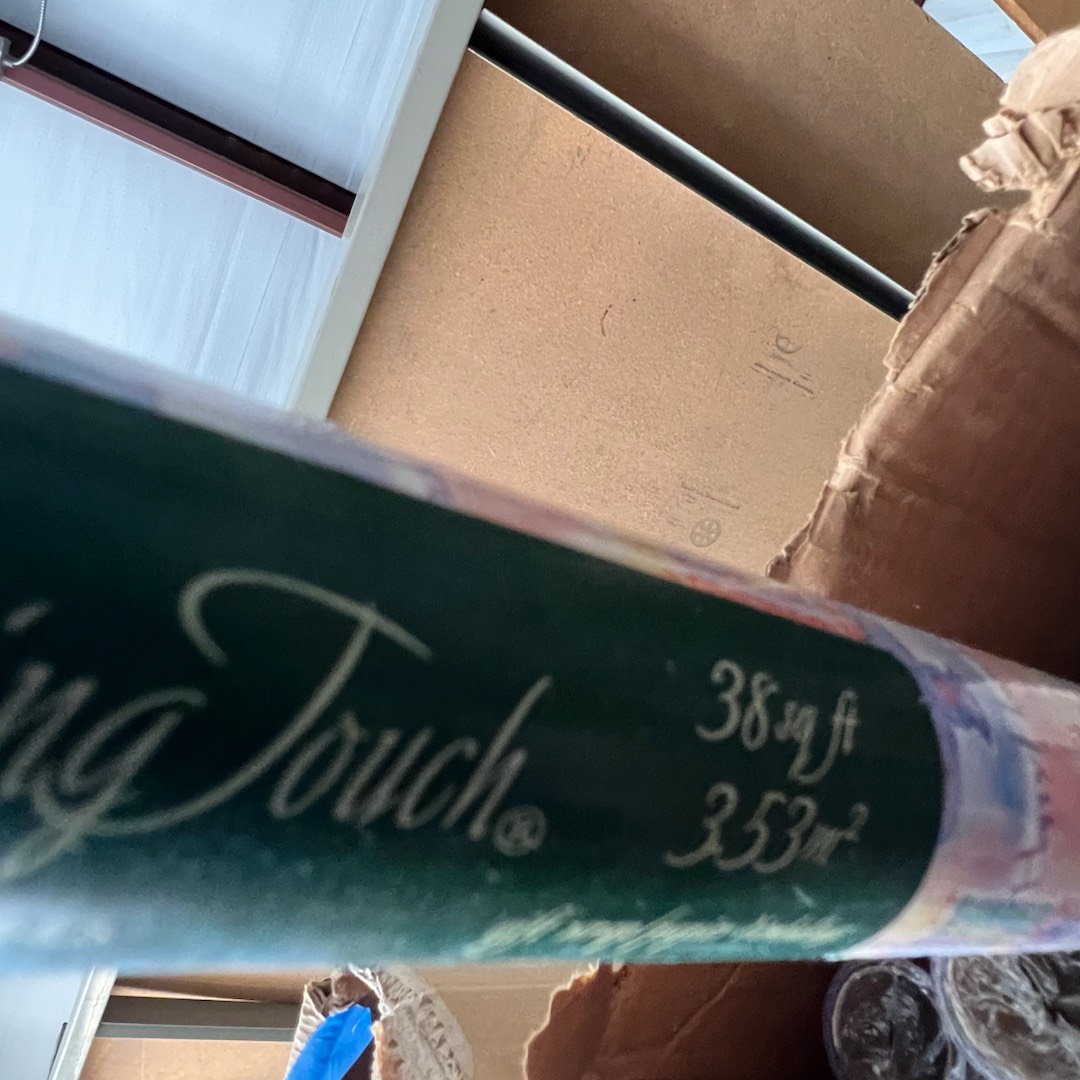 ing Touch®
38 sq ft
3.53 m²